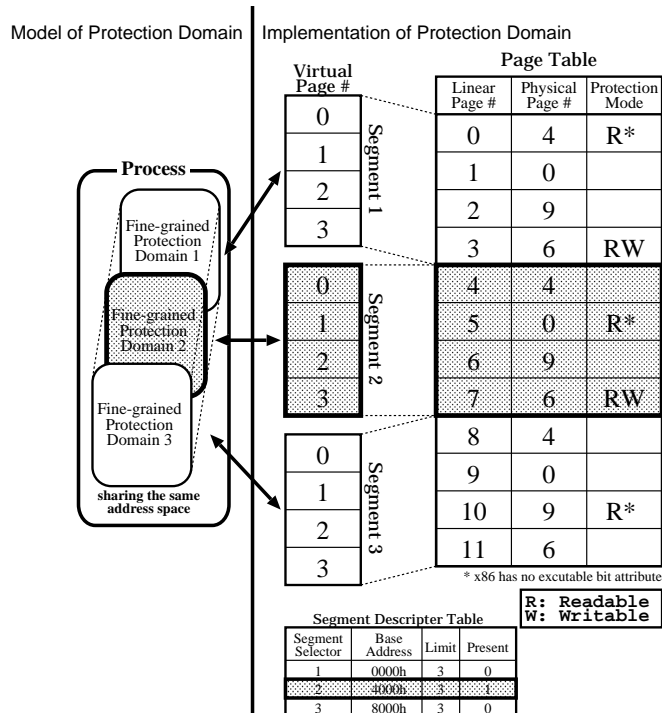 Model of Protection Domain
Implementation of Protection Domain
Process
Fine-grained
Protection
Domain 1
Fine-grained
Protection
Domain 2
Fine-grained
Protection
Domain 3
sharing the same
address space
Virtual
Page #
0
1
2
3
Segment 1
0
1
2
3
Segment 2
0
1
2
3
Segment 3
Page Table
Linear Page # Physical Page # Protection Mode
0 4 R*
1 0
2 9
3 6 RW
4 4
5 0 R*
6 9
7 6 RW
8 4
9 0
10 9 R*
11 6
* x86 has no excutable bit attribute
R: Readable
W: Writable
Segment Descripter Table
Segment Selector Base Address Limit Present
1 0000h 3 0
2 4000h 3 1
3 8000h 3 0